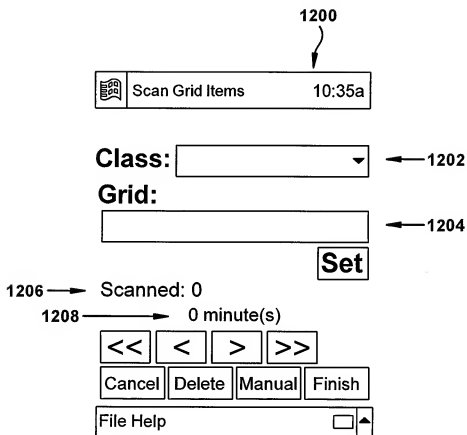 1200
Scan Grid Items 10:35a
Class: 1202
Grid:
1204
Set
1206 Scanned: 0
1208 0 minute(s)
<< < > >>
Cancel Delete Manual Finish
File Help